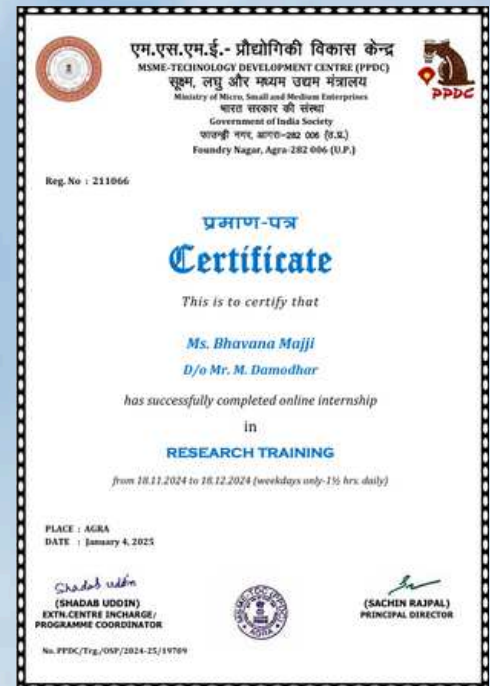 एम.एस.एम.ई.- प्रौद्योगिकी विकास केन्द्र
MSME-TECHNOLOGY DEVELOPMENT CENTRE (PPDC)
सूक्ष्म, लघु और मध्यम उद्यम मंत्रालय
Ministry of Micro, Small and Medium Enterprises
भारत सरकार की संस्था
Government of India Society
फाउन्ड्री नगर, आगरा-282 006 (उ.प्र.)
Foundry Nagar, Agra-282 006 (U.P.)
PPDC
Reg. No : 211066
प्रमाण-पत्र
Certificate
This is to certify that
Ms. Bhavana Majji
D/o Mr. M. Damodhar
has successfully completed online internship
in
RESEARCH TRAINING
from 18.11.2024 to 18.12.2024 (weekdays only-1½ hrs. daily)
PLACE : AGRA
DATE : January 4, 2025
Shadab uddin
(SHADAB UDDIN)
EXTN.CENTRE INCHARGE/
PROGRAMME COORDINATOR
(SACHIN RAJPAL)
PRINCIPAL DIRECTOR
No. PPDC/Trg./OSP/2024-25/19709